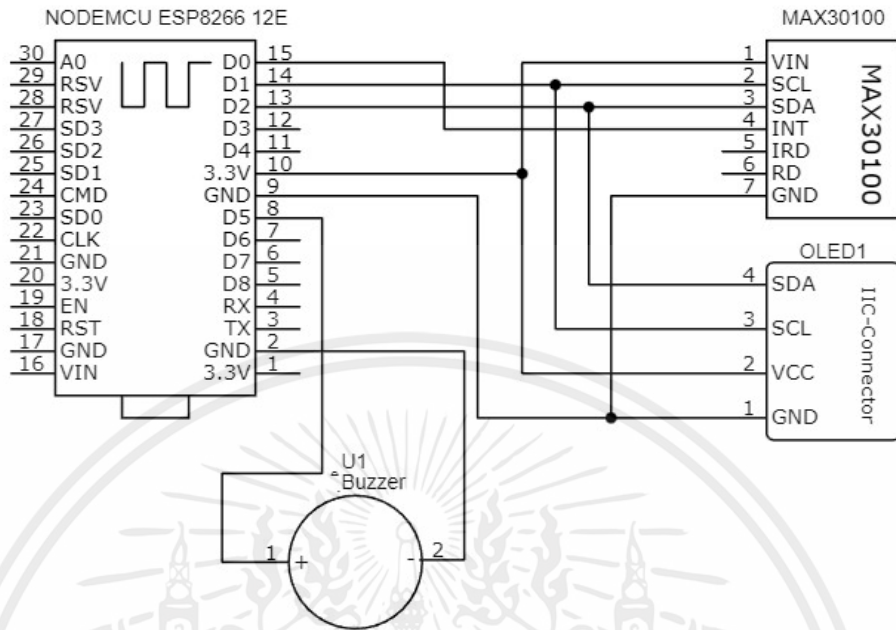 NODEMCU ESP8266 12E
30 A0 D0 15
29 RSV D1 14
28 RSV D2 13
27 SD3 D3 12
26 SD2 D4 11
25 SD1 3.3V 10
24 CMD GND 9
23 SD0 D5 8
22 CLK D6 7
21 GND D7 6
20 3.3V D8 5
19 EN RX 4
18 RST TX 3
17 GND GND 2
16 VIN 3.3V 1
MAX30100
1 VIN
2 SCL
3 SDA
4 INT
5 IRD
6 RD
7 GND
MAX30100
OLED1
4 SDA
3 SCL
2 VCC
1 GND
IIC-Connector
U1
Buzzer
1 + - 2